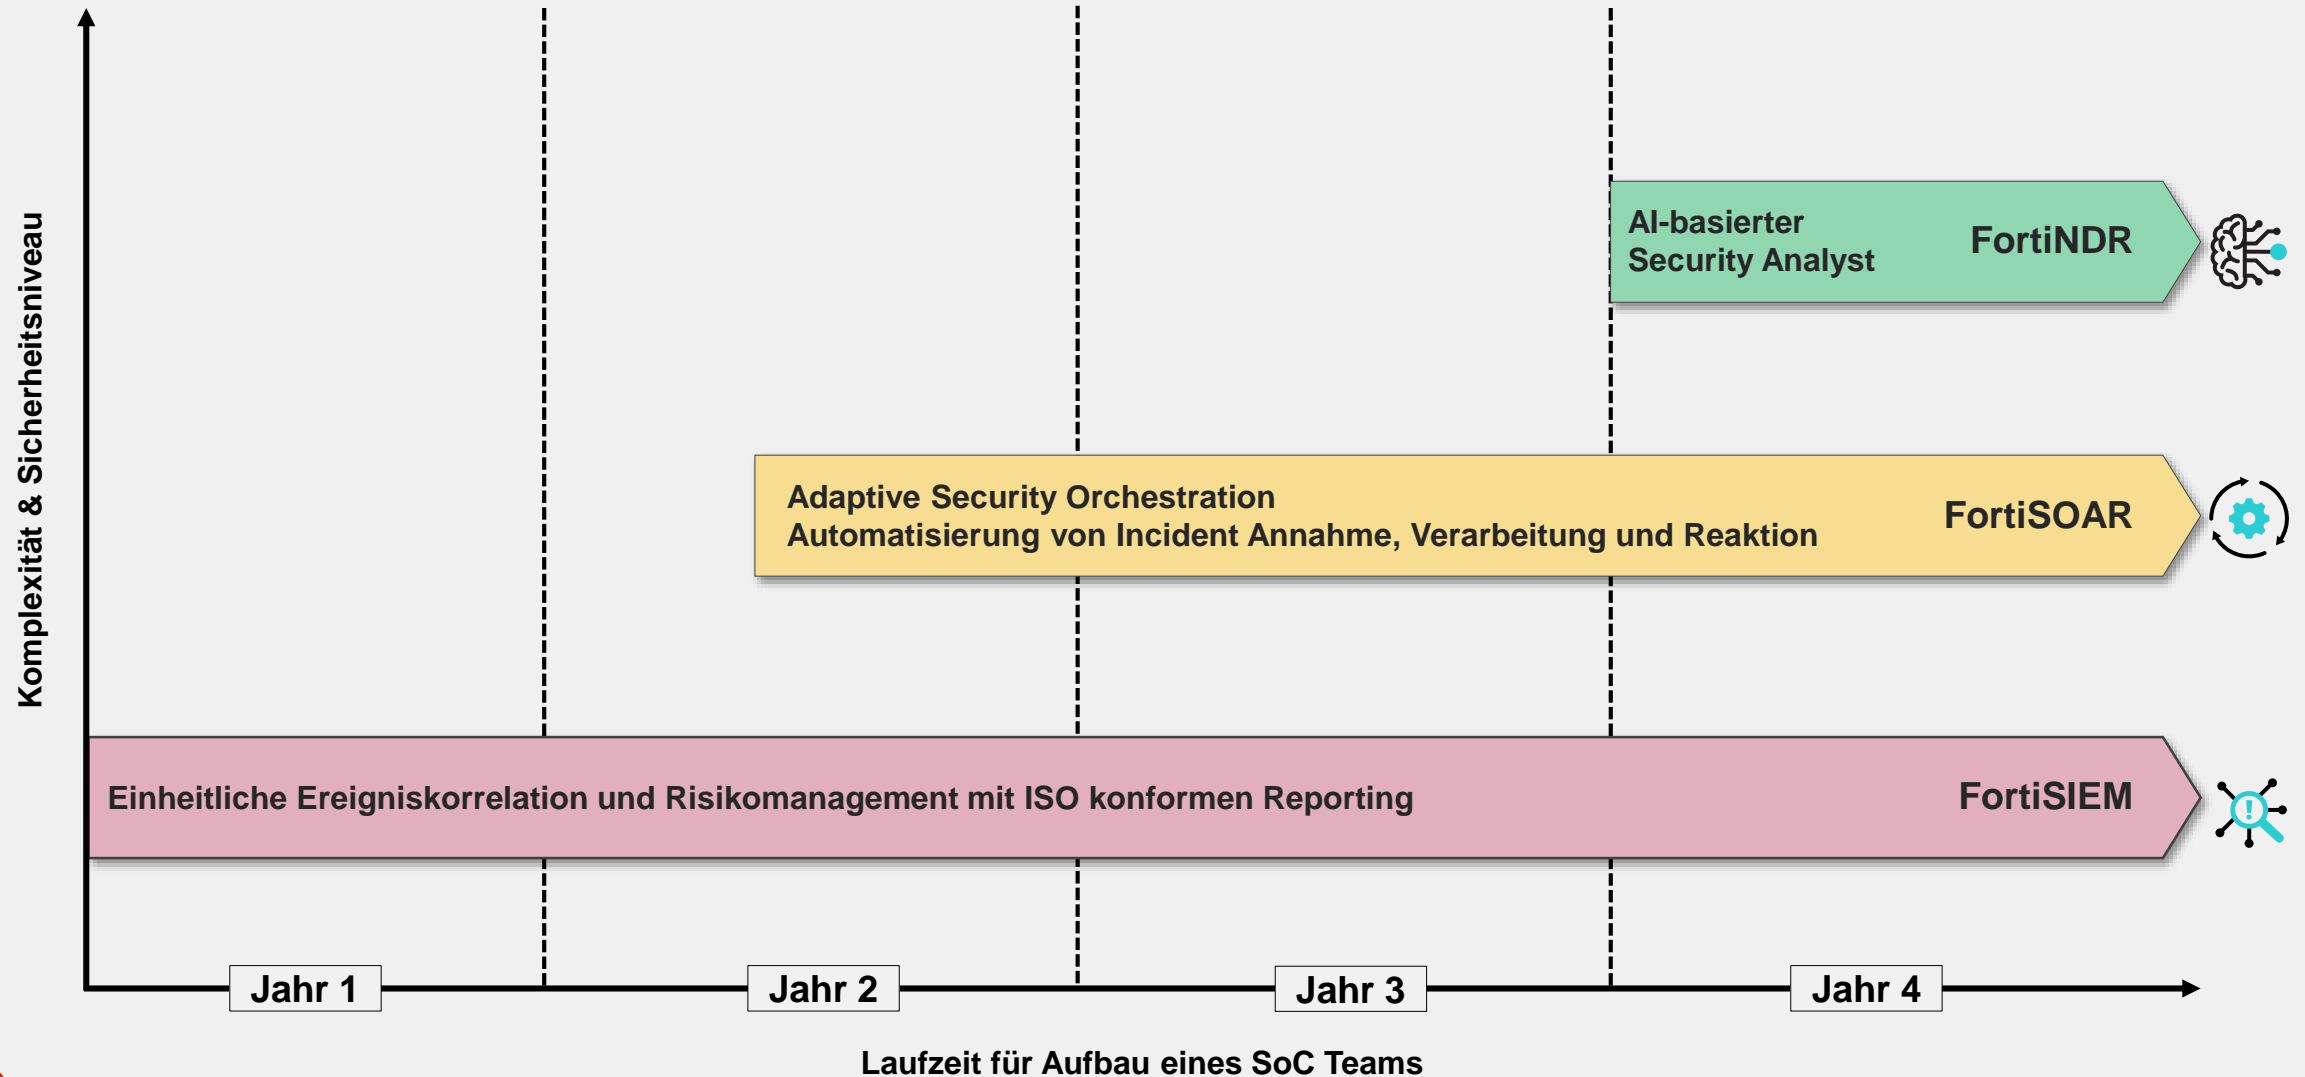 Komplexität & Sicherheitsniveau
AI-basierter
Security Analyst
FortiNDR
Adaptive Security Orchestration
Automatisierung von Incident Annahme, Verarbeitung und Reaktion
FortiSOAR
Einheitliche Ereigniskorrelation und Risikomanagement mit ISO konformen Reporting
FortiSIEM
Jahr 1
Jahr 2
Jahr 3
Jahr 4
Laufzeit für Aufbau eines SoC Teams